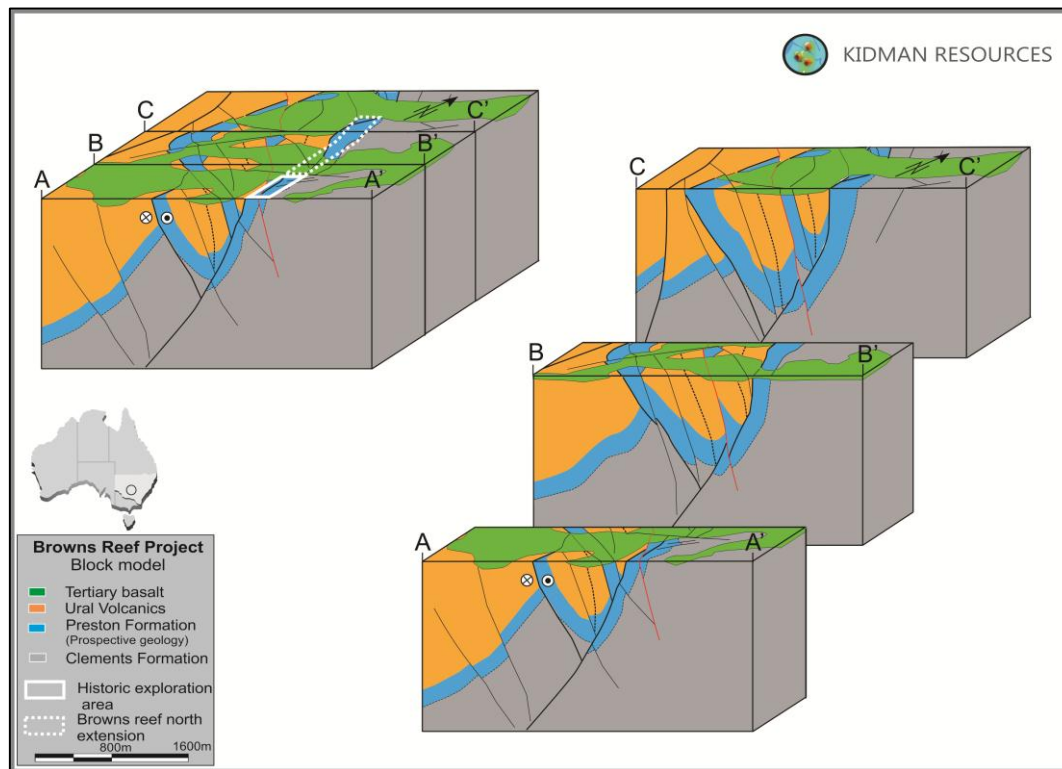 KIDMAN RESOURCES
C
B
A
C'
B'
A'
C
C'
B
B'
A
A'
Browns Reef Project
Block model
Tertiary basalt
Ural Volcanics
Preston Formation
(Prospective geology)
Clements Formation
Historic exploration
area
Browns reef north
extension
800m
1600m